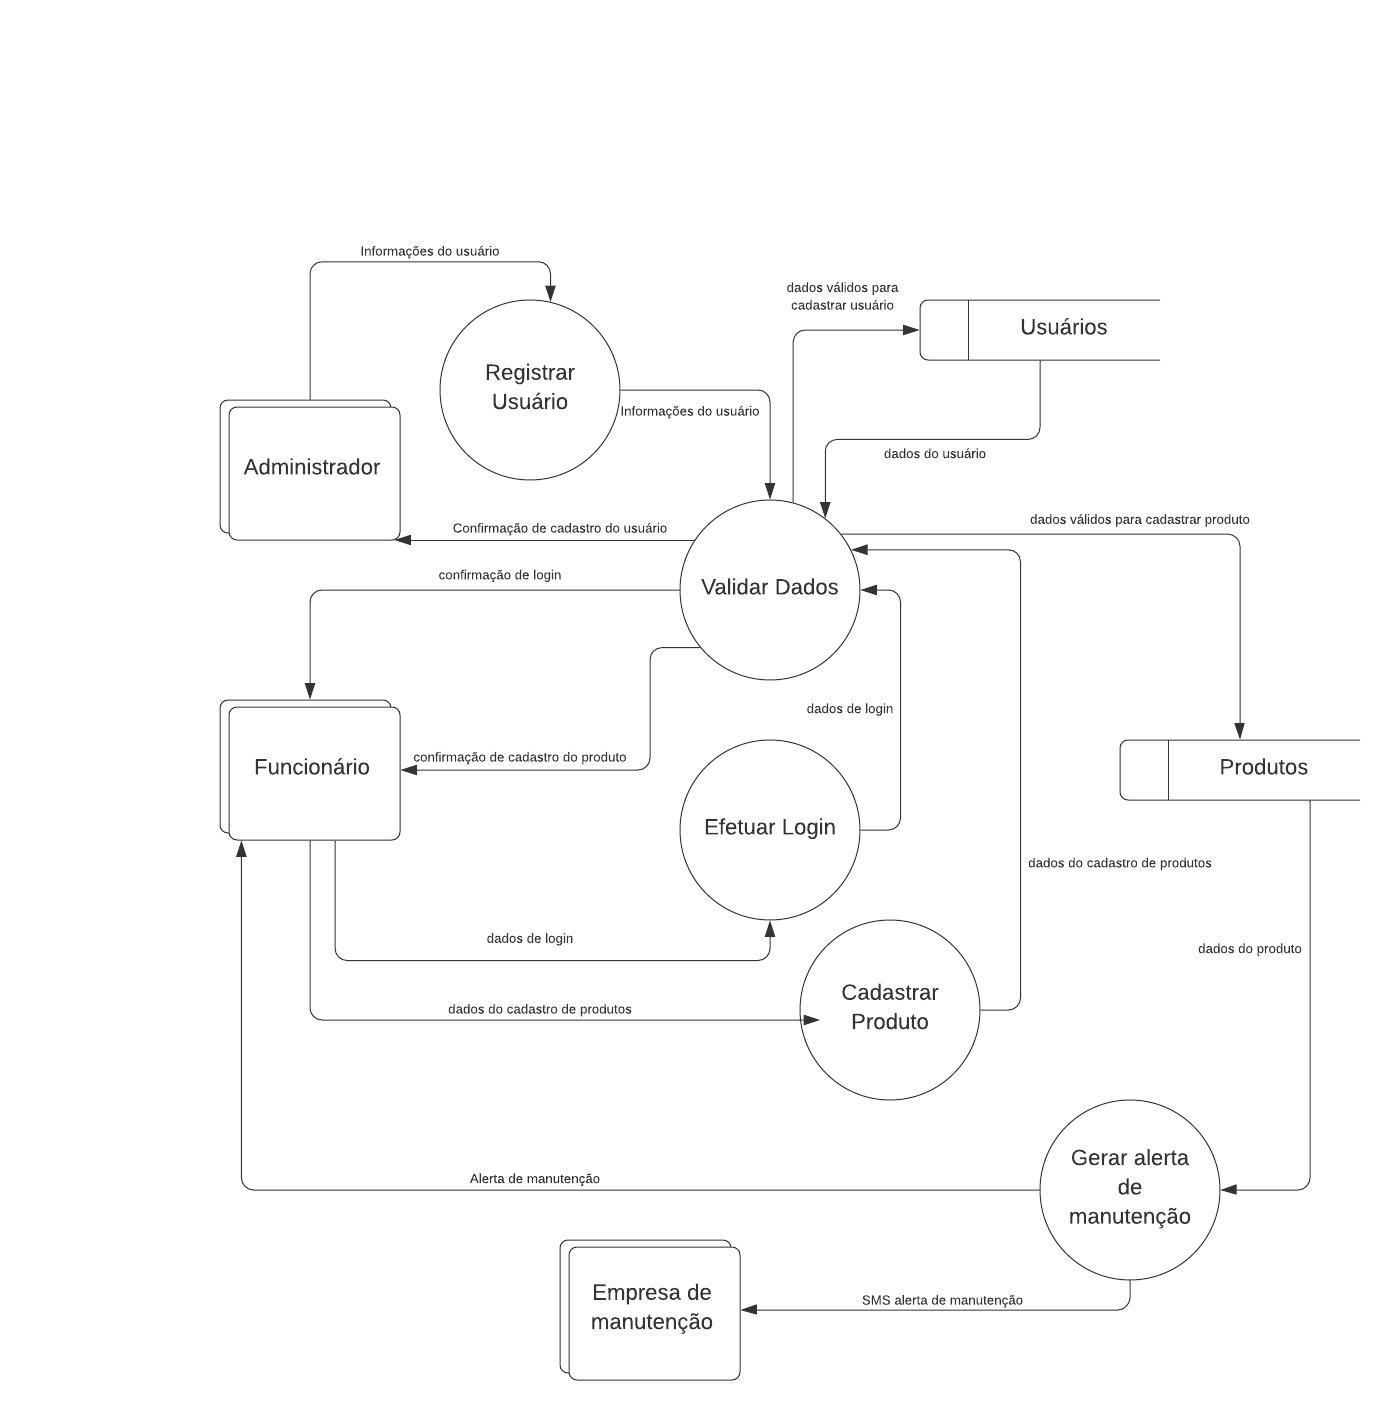 Informações do usuário
dados válidos para
cadastrar usuário
Usuários
Registrar
Usuário
Informações do usuário
dados do usuário
Administrador
Confirmação de cadastro do usuário
dados válidos para cadastrar produto
confirmação de login
Validar Dados
dados de login
confirmação de cadastro do produto
Funcionário
Produtos
Efetuar Login
dados do cadastro de produtos
dados de login
dados do produto
dados do cadastro de produtos
Cadastrar
Produto
Alerta de manutenção
Gerar alerta
de
manutenção
SMS alerta de manutenção
Empresa de
manutenção